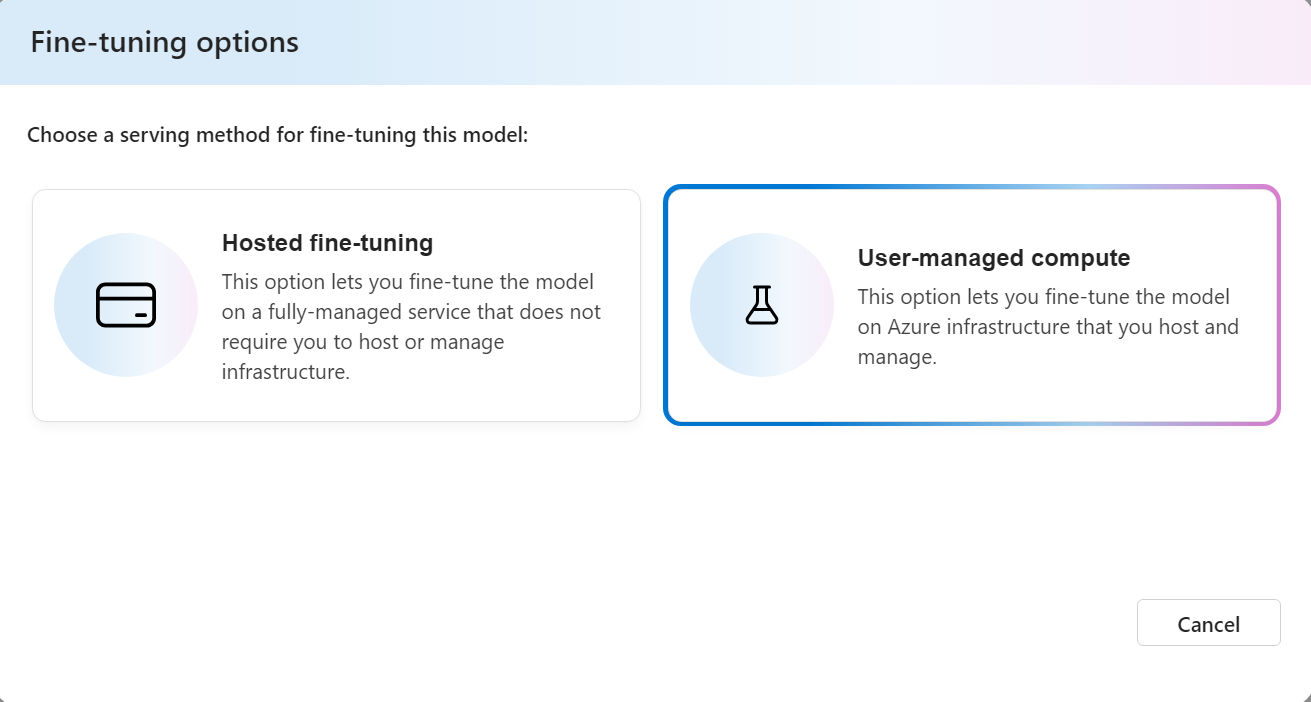 Fine-tuning options
Choose a serving method for fine-tuning this model:
Hosted fine-tuning
This option lets you fine-tune the model
on a fully-managed service that does not
require you to host or manage
infrastructure.
User-managed compute
This option lets you fine-tune the model
on Azure infrastructure that you host and
manage.
Cancel